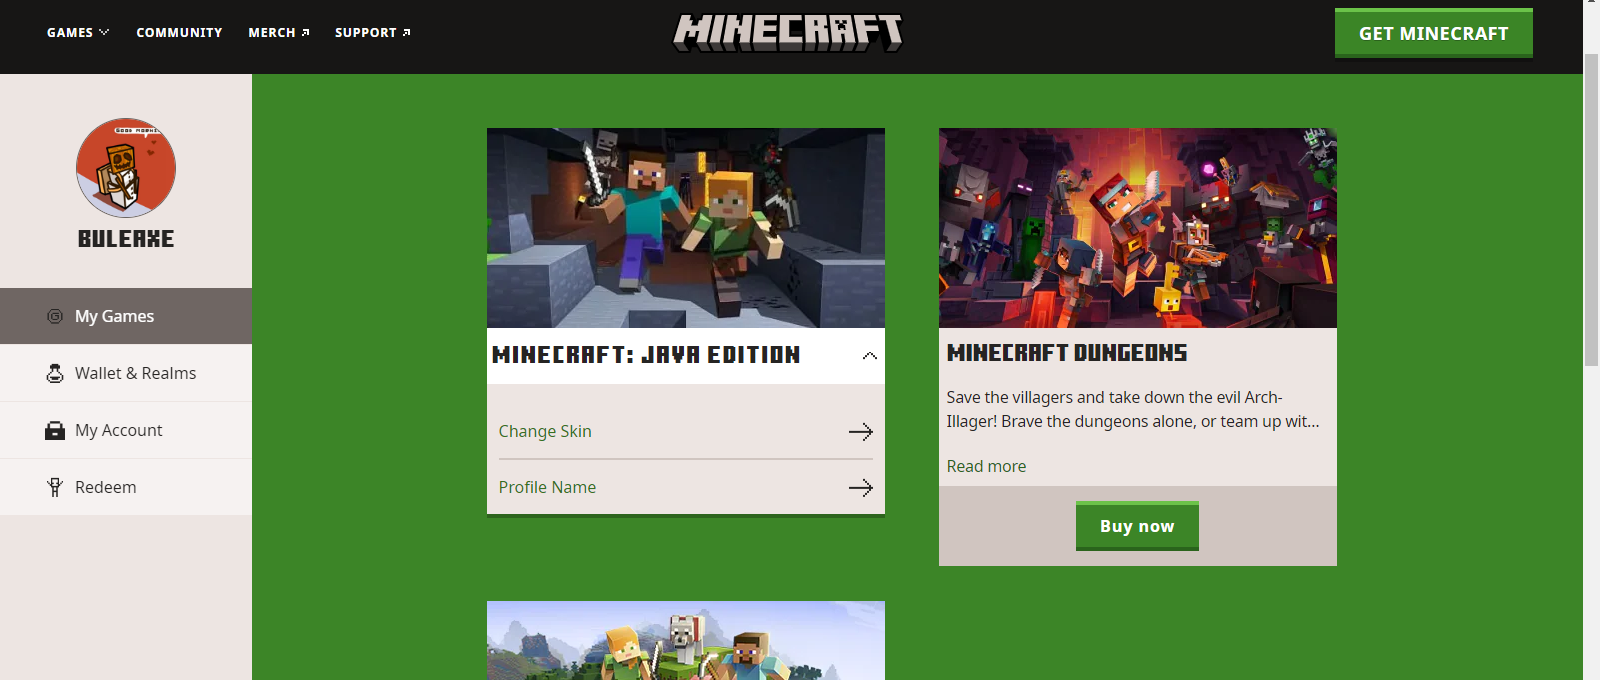 GAMES
COMMUNITY
MERCH
SUPPORT
MINECRAFT
GET MINECRAFT
BULEAXE
My Games
Wallet & Realms
My Account
Redeem
MINECRAFT: JAVA EDITION
Change Skin
Profile Name
MINECRAFT DUNGEONS
Save the villagers and take down the evil Arch-
Illager! Brave the dungeons alone, or team up wit...
Read more
Buy now